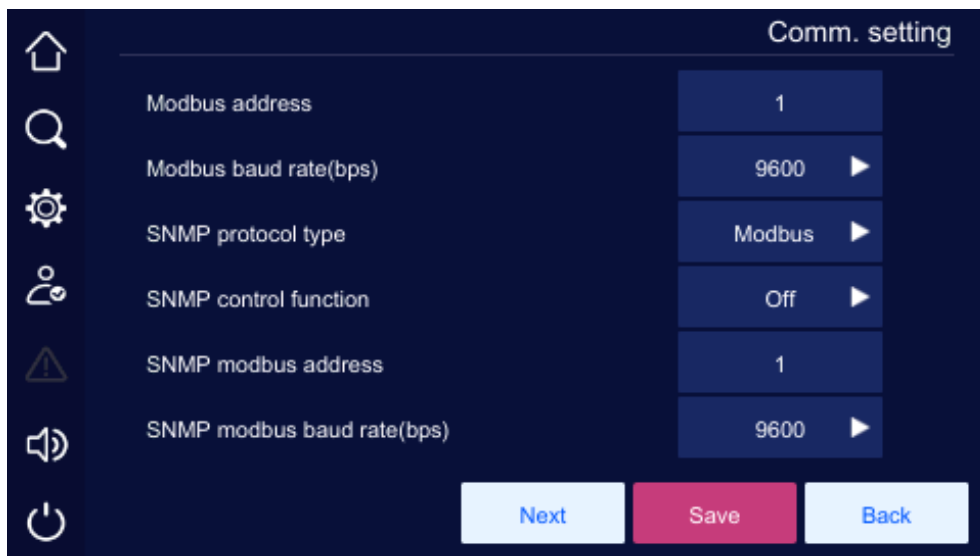 Comm. setting
Modbus address 1
Modbus baud rate(bps) 9600
SNMP protocol type Modbus
SNMP control function Off
SNMP modbus address 1
SNMP modbus baud rate(bps) 9600
Next Save Back